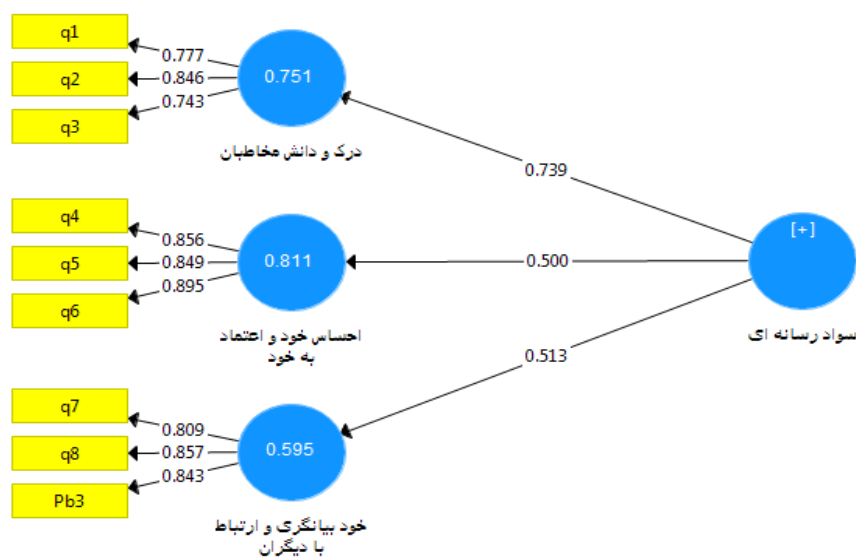 q1
0.777
q2
0.846
0.751
q3
0.743
درک و دانش مخاطبان
0.739
q4
0.856
[+]
q5
0.849
0.811
0.500
q6
0.895
احساس خود و اعتماد
به خود
سواد رسانه ای
0.513
q7
0.809
q8
0.857
0.595
Pb3
0.843
خود بیانگری و ارتباط
با دیگران